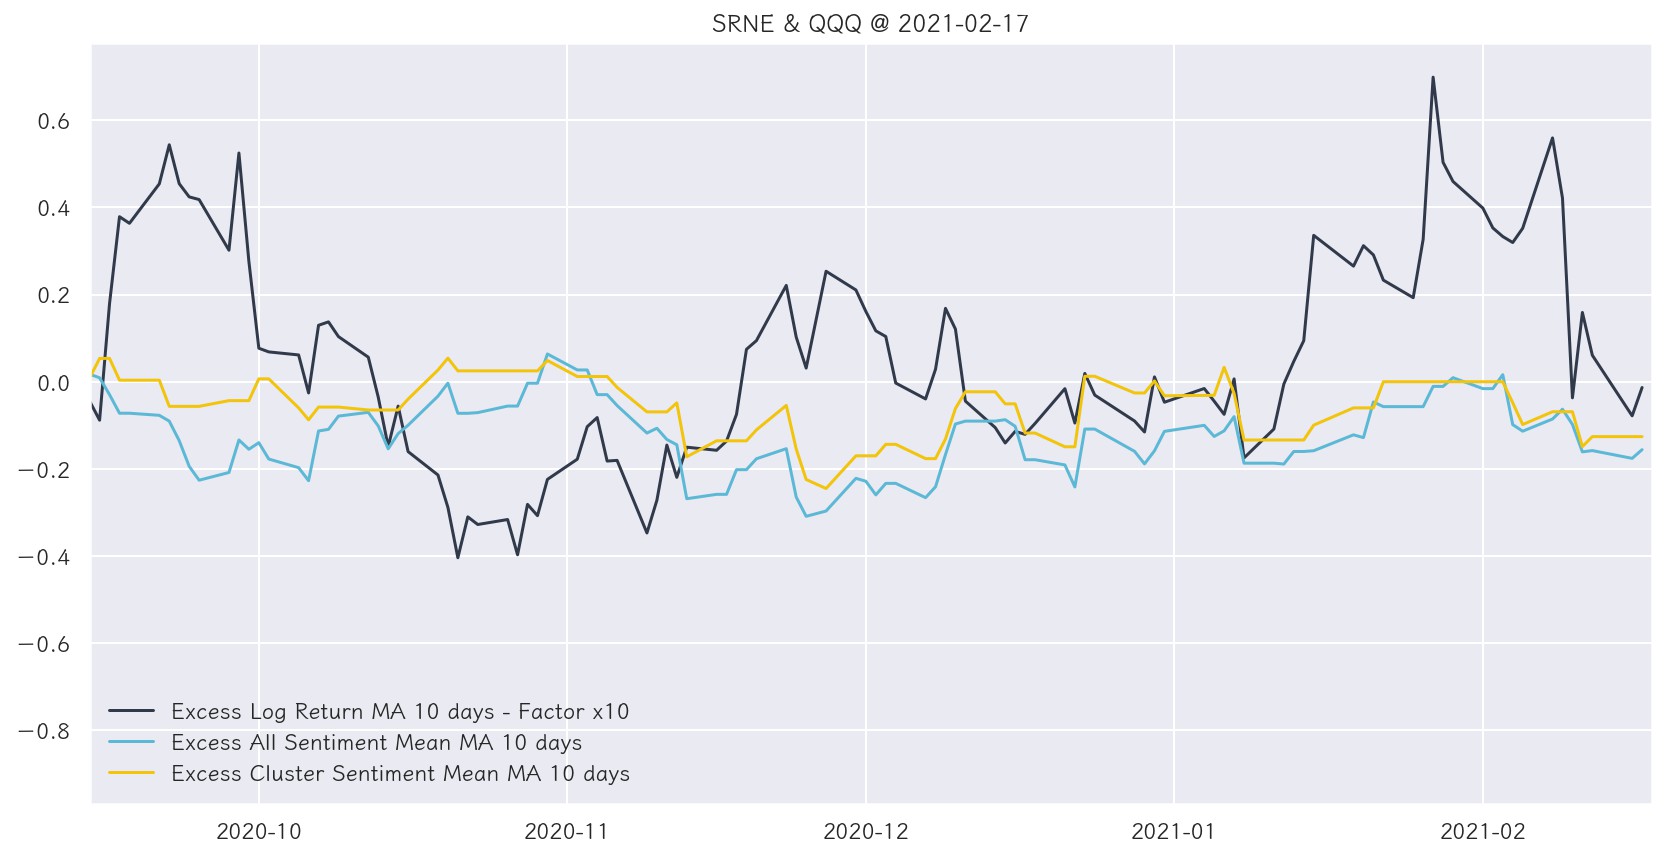 SRNE & QQQ @ 2021-02-17
0.6
0.4
0.2
0.0
−0.2
−0.4
−0.6
−0.8
Excess Log Return MA 10 days - Factor x10
Excess All Sentiment Mean MA 10 days
Excess Cluster Sentiment Mean MA 10 days
2020-10 2020-11 2020-12 2021-01 2021-02